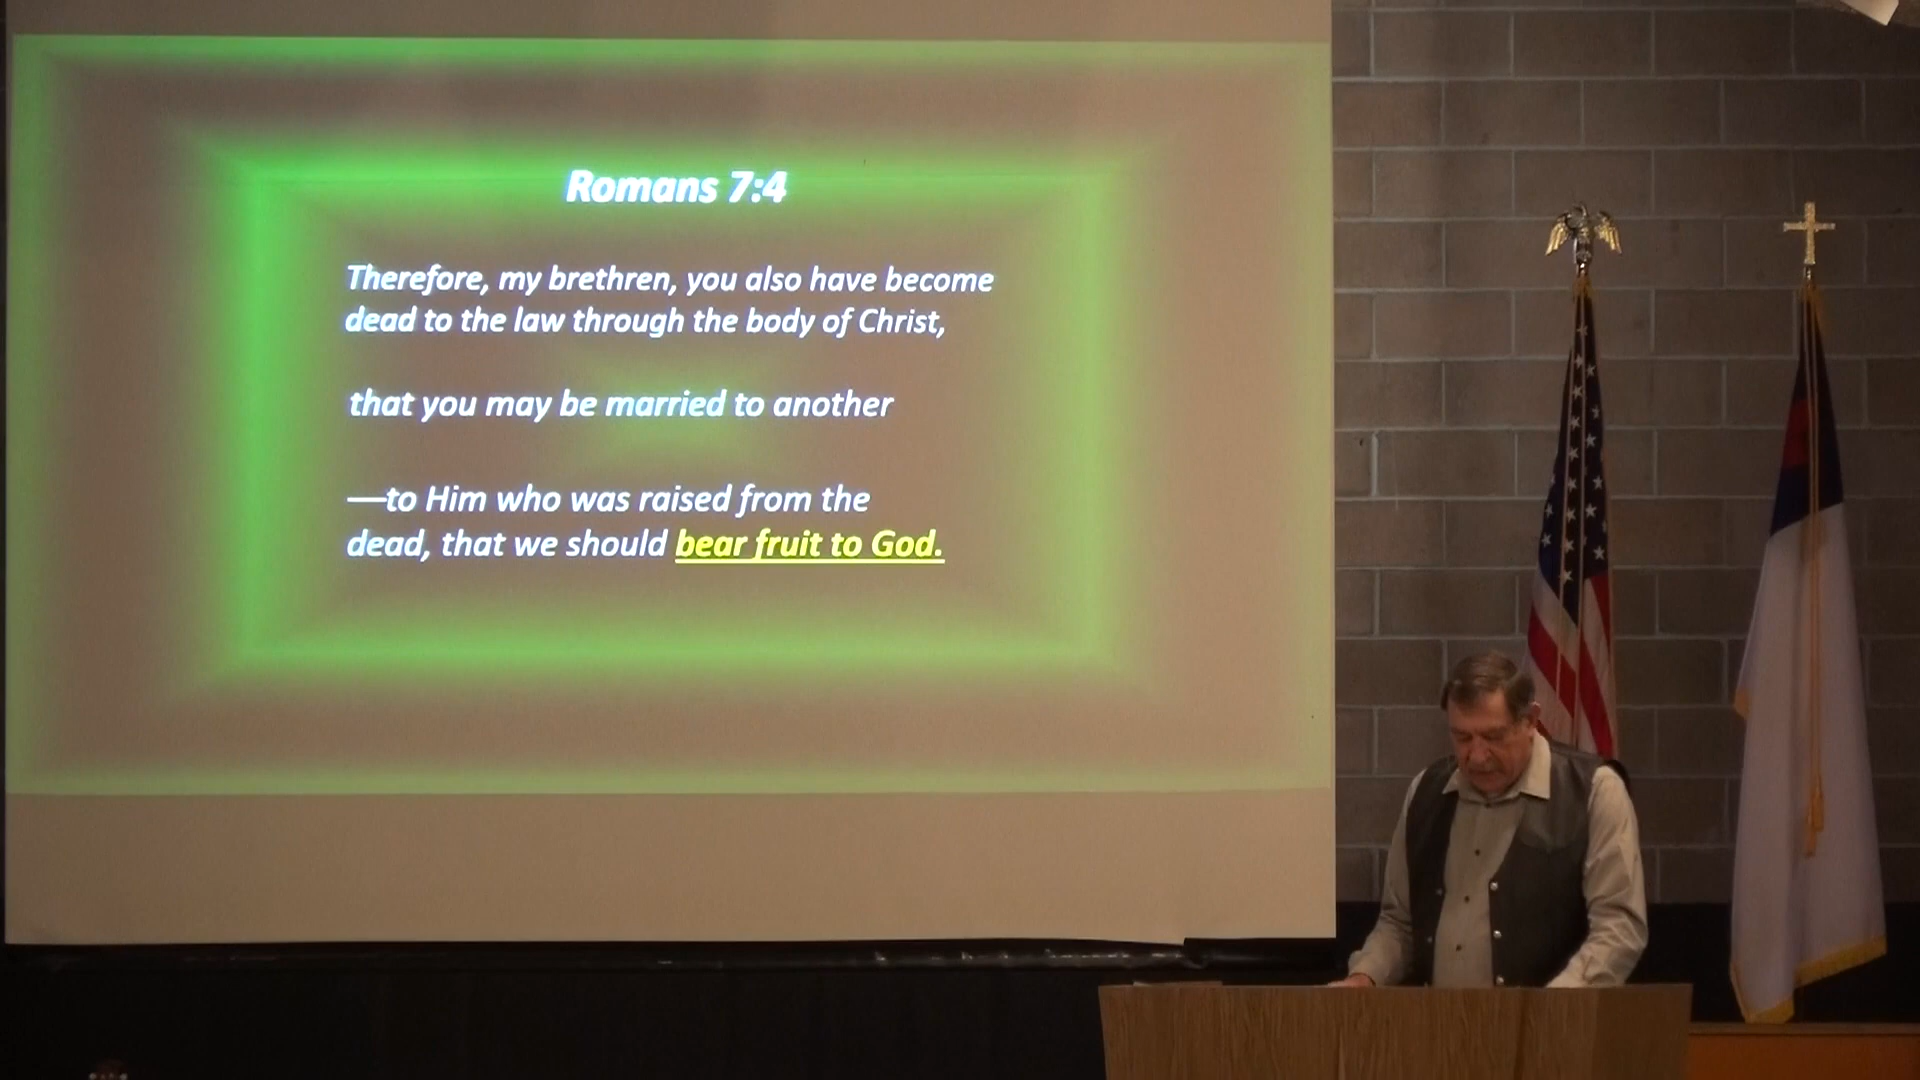 Romans 7:4
Therefore, my brethren, you also have become
dead to the law through the body of Christ,
that you may be married to another
—to Him who was raised from the
dead, that we should bear fruit to God.